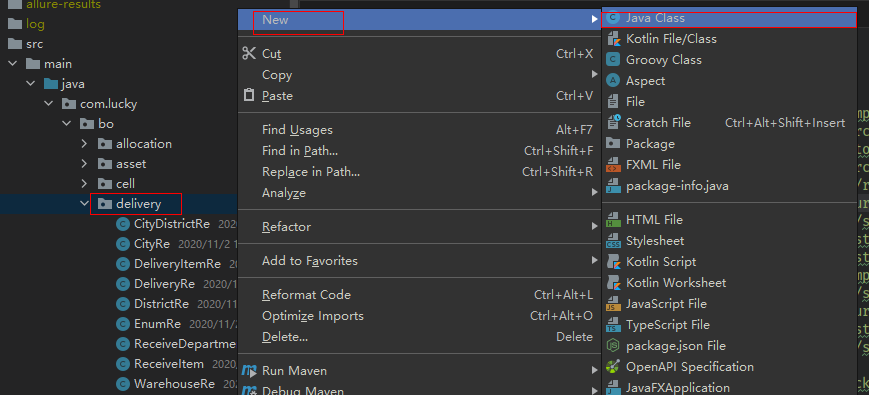 allure-results
log
src
main
java
com.lucky
bo
allocation
asset
cell
delivery
CityDistrictRe 2020/11
CityRe 2020/11/2 1
DeliveryItemRe 2020
DeliveryRe 2020/11/
DistrictRe 2020/11/
EnumRe 2020/11/2
ReceiveDepartme
ReceiveItem 2020/1
WarehouseRe 2020
New
Cut Ctrl+X
Copy
Paste Ctrl+V
Find Usages Alt+F7
Find in Path... Ctrl+Shift+F
Replace in Path... Ctrl+Shift+R
Analyze
Refactor
Add to Favorites
Reformat Code Ctrl+Alt+L
Optimize Imports Ctrl+Alt+O
Delete... Delete
Run Maven
Debug Maven
Java Class
Kotlin File/Class
Groovy Class
Aspect
File
Scratch File Ctrl+Alt+Shift+Insert
Package
FXML File
package-info.java
HTML File
Stylesheet
Kotlin Script
Kotlin Worksheet
JavaScript File
TypeScript File
package.json File
OpenAPI Specification
JavaFXApplication